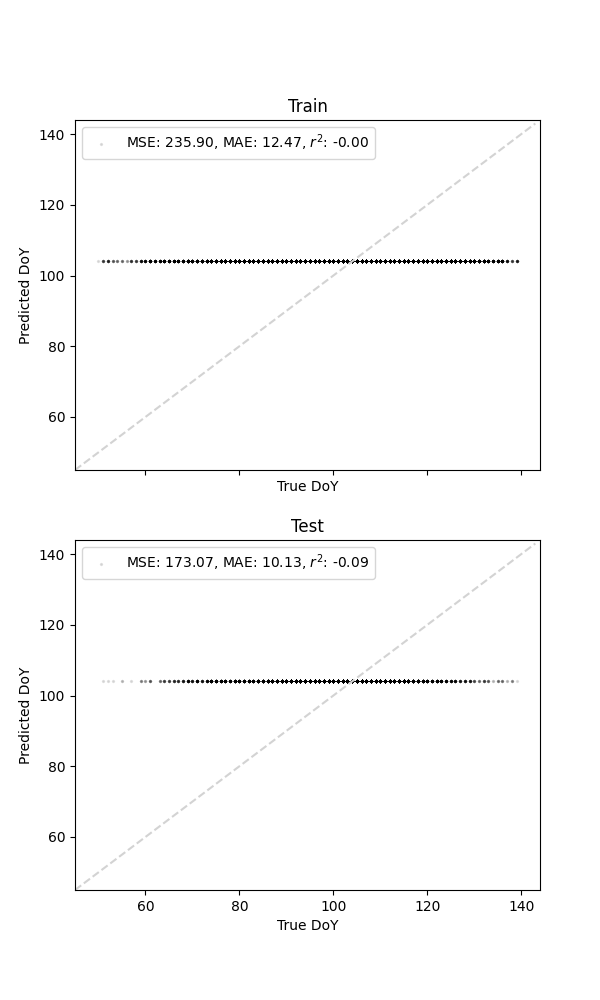 Train
MSE: 235.90, MAE: 12.47, r²: -0.00
140
120
100
80
60
Predicted DoY
True DoY
Test
MSE: 173.07, MAE: 10.13, r²: -0.09
140
120
100
80
60
Predicted DoY
60 80 100 120 140
True DoY